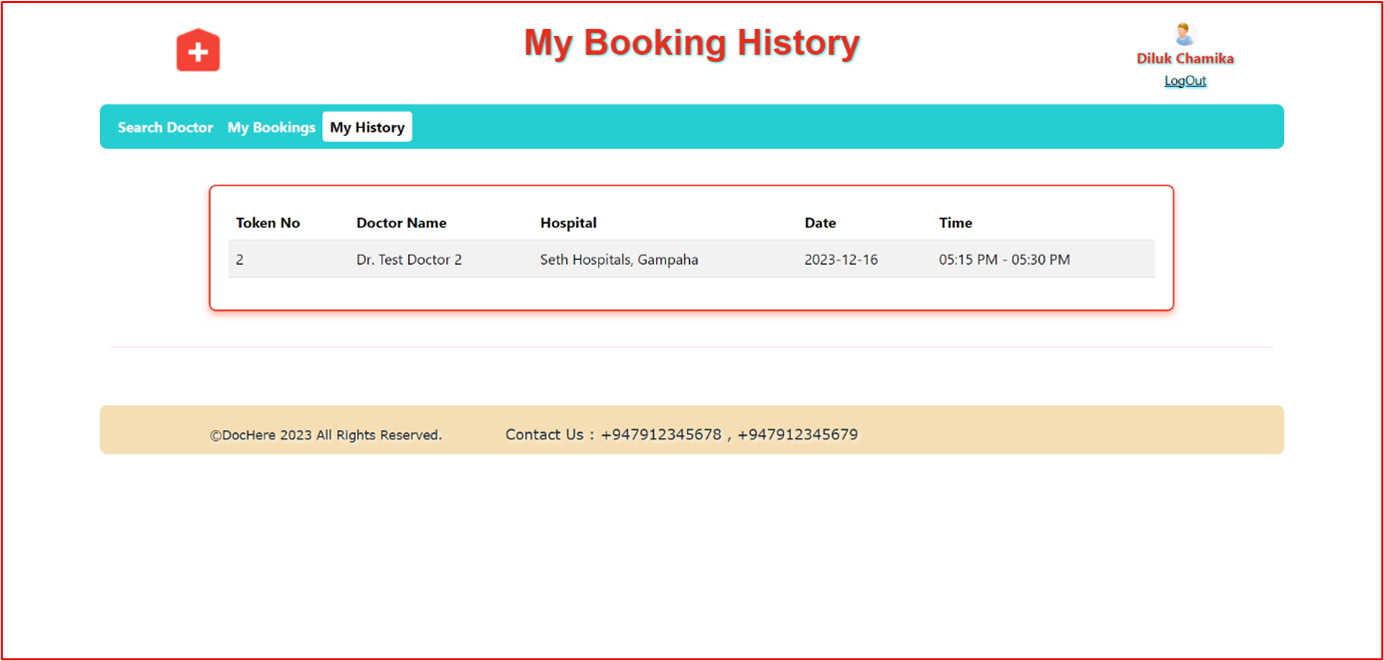 My Booking History
Diluk Chamika
LogOut
Search Doctor My Bookings My History
Token No Doctor Name Hospital Date Time
2 Dr. Test Doctor 2 Seth Hospitals, Gampaha 2023-12-16 05:15 PM - 05:30 PM
©DocHere 2023 All Rights Reserved. Contact Us : +947912345678 , +947912345679